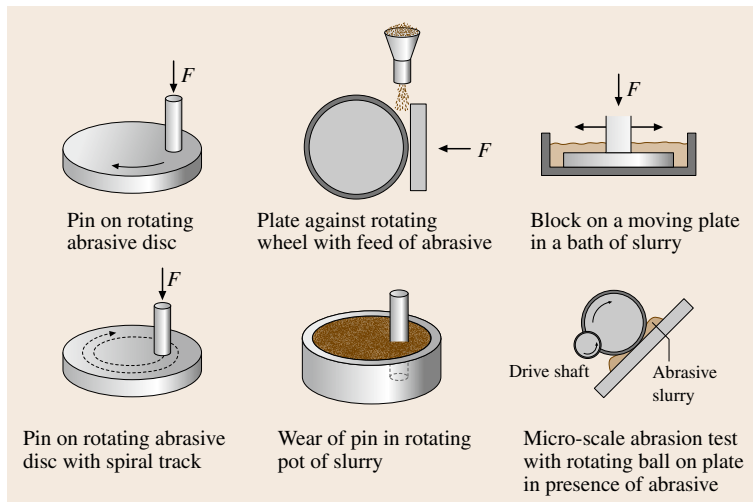 F
Pin on rotating
abrasive disc
F
Plate against rotating
wheel with feed of abrasive
F
Block on a moving plate
in a bath of slurry
F
Pin on rotating abrasive
disc with spiral track
Wear of pin in rotating
pot of slurry
Drive shaft
Abrasive
slurry
Micro-scale abrasion test
with rotating ball on plate
in presence of abrasive